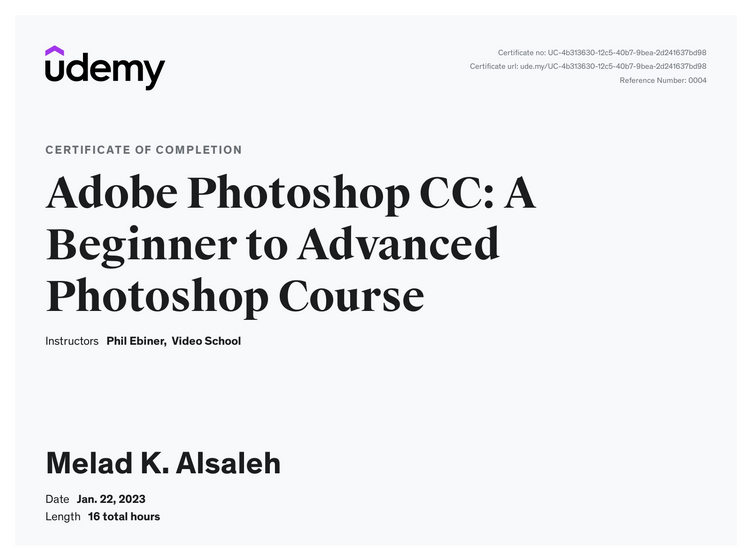 udemy
Certificate no: UC-4b313630-12c5-40b7-9bea-2d241637bd98
Certificate url: ude.my/UC-4b313630-12c5-40b7-9bea-2d241637bd98
Reference Number: 0004
CERTIFICATE OF COMPLETION
Adobe Photoshop CC: A
Beginner to Advanced
Photoshop Course
Instructors Phil Ebiner, Video School
Melad K. Alsaleh
Date Jan. 22, 2023
Length 16 total hours